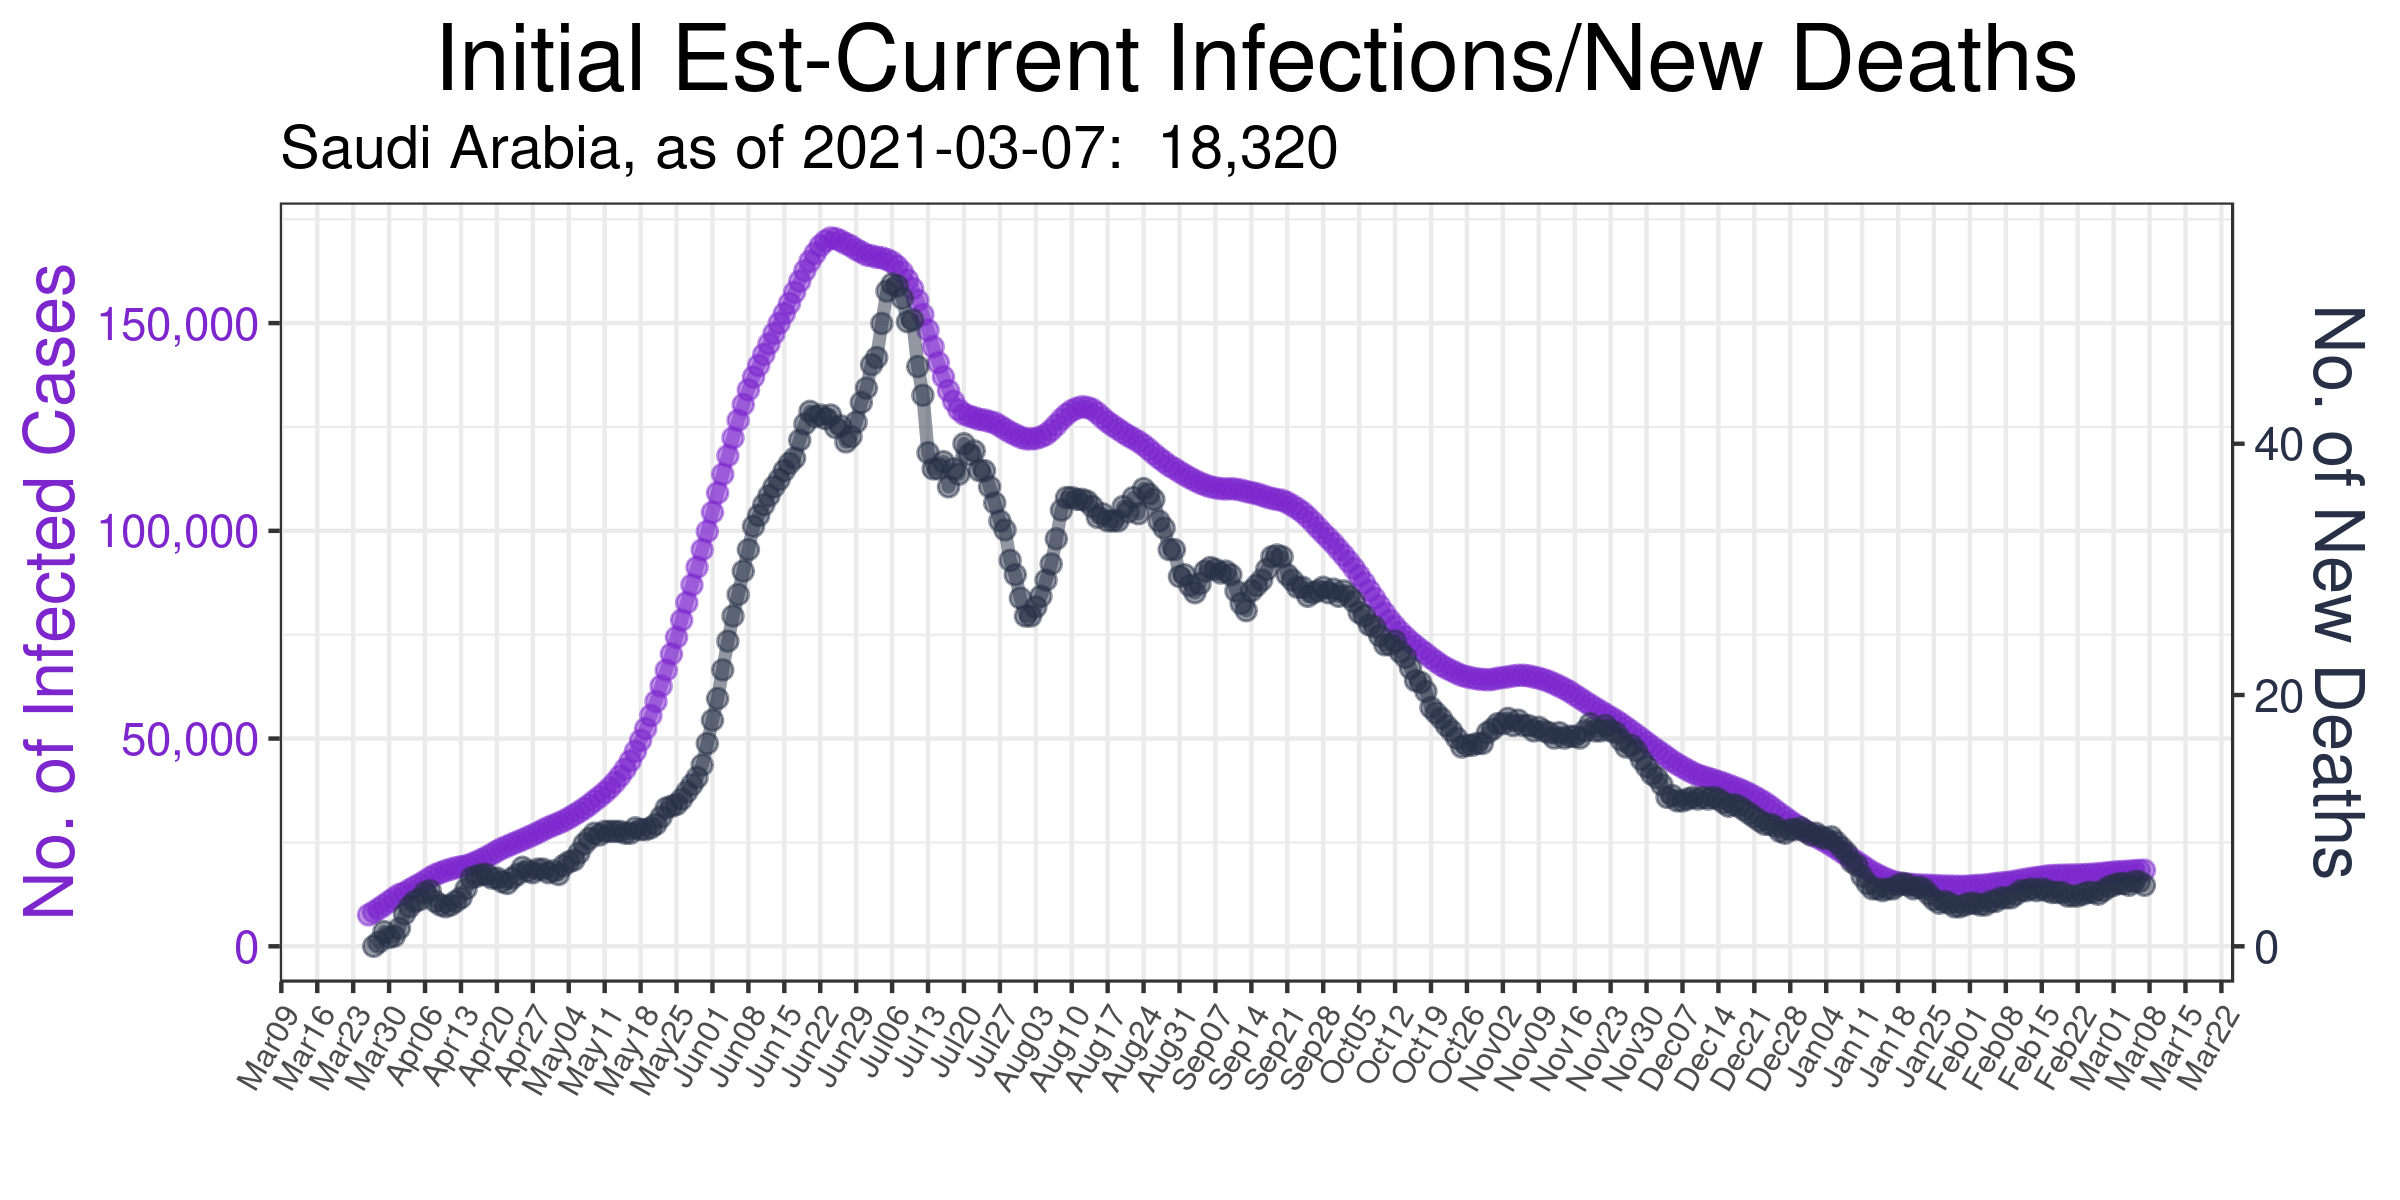 Initial Est-Current Infections/New Deaths
Saudi Arabia, as of 2021-03-07:  18,320
No. of Infected Cases
150,000
100,000
50,000
0
No. of New Deaths
40
20
0
Mar09
Mar16
Mar23
Mar30
Apr06
Apr13
Apr20
Apr27
May04
May11
May18
May25
Jun01
Jun08
Jun15
Jun22
Jun29
Jul06
Jul13
Jul20
Jul27
Aug03
Aug10
Aug17
Aug24
Aug31
Sep07
Sep14
Sep21
Sep28
Oct05
Oct12
Oct19
Oct26
Nov02
Nov09
Nov16
Nov23
Nov30
Dec07
Dec14
Dec21
Dec28
Jan04
Jan11
Jan18
Jan25
Feb01
Feb08
Feb15
Feb22
Mar01
Mar08
Mar15
Mar22